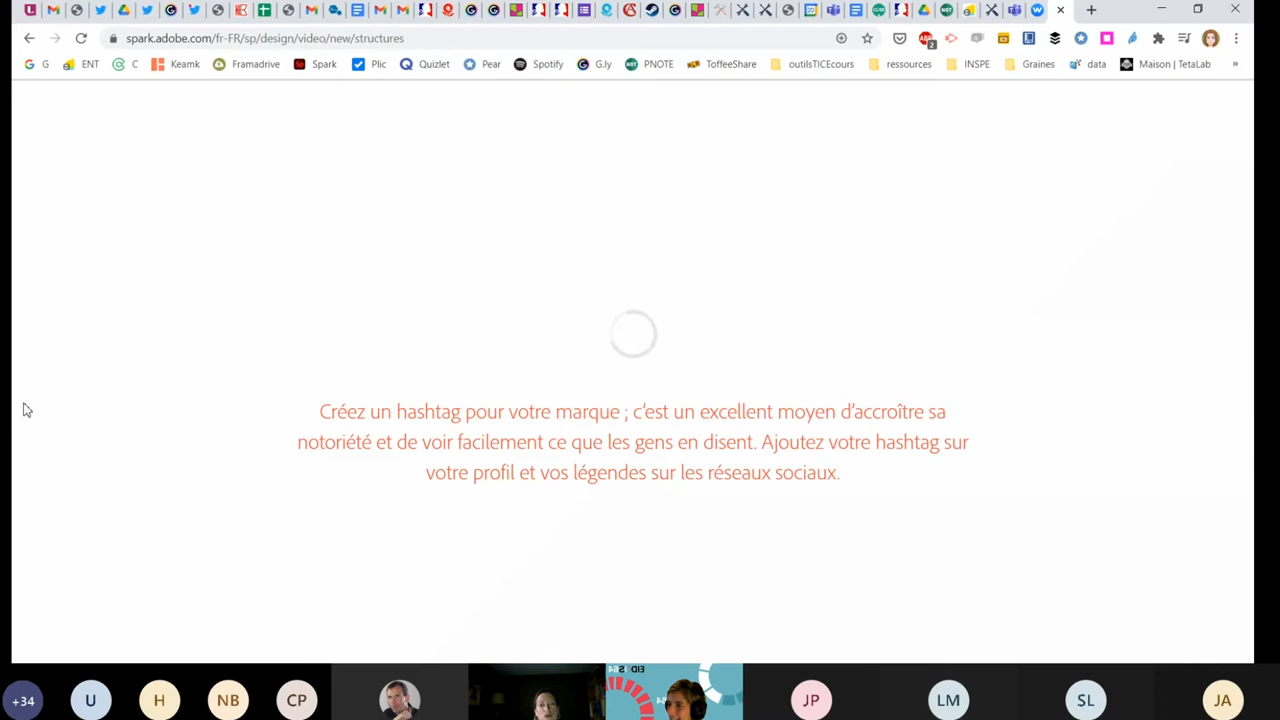 spark.adobe.com/fr-FR/sp/design/video/new/structures
2
G
ENT
C
Keamk
Framadrive
Spark
Plic
Quizlet
Pear
Spotify
G.ly
PNOTE
ToffeeShare
outilsTICEcours
ressources
INSPE
Graines
data
Maison | TetaLab
»
Créez un hashtag pour votre marque ; c'est un excellent moyen d'accroître sa
notoriété et de voir facilement ce que les gens en disent. Ajoutez votre hashtag sur
votre profil et vos légendes sur les réseaux sociaux.
+34
U
H
NB
CP
JP
LM
SL
JA